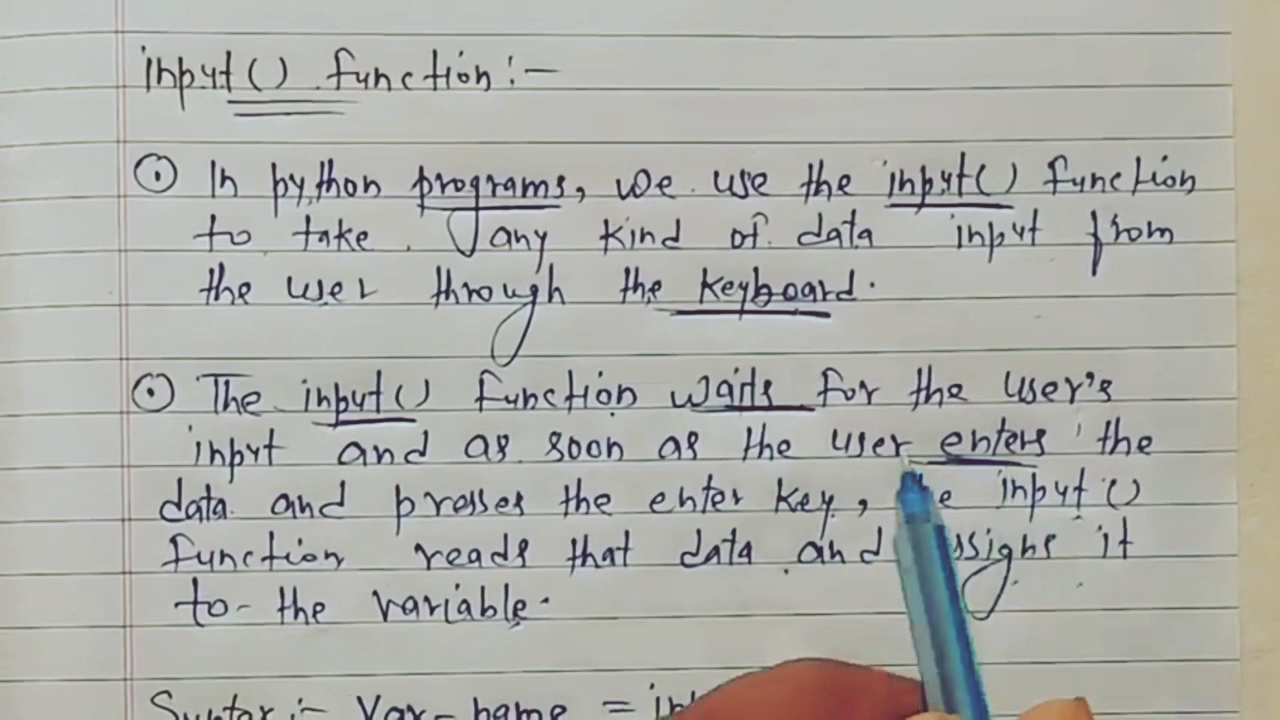 input() function:-
⊙ In python programs, we use the input() function
to take any kind of data input from
the user through the keyboard.
⊙ The input() function waits for the user's
input and as soon as the user enters the
data and presses the enter key, input()
function reads that data and it
to the variable.
Syntax:- Var_name =